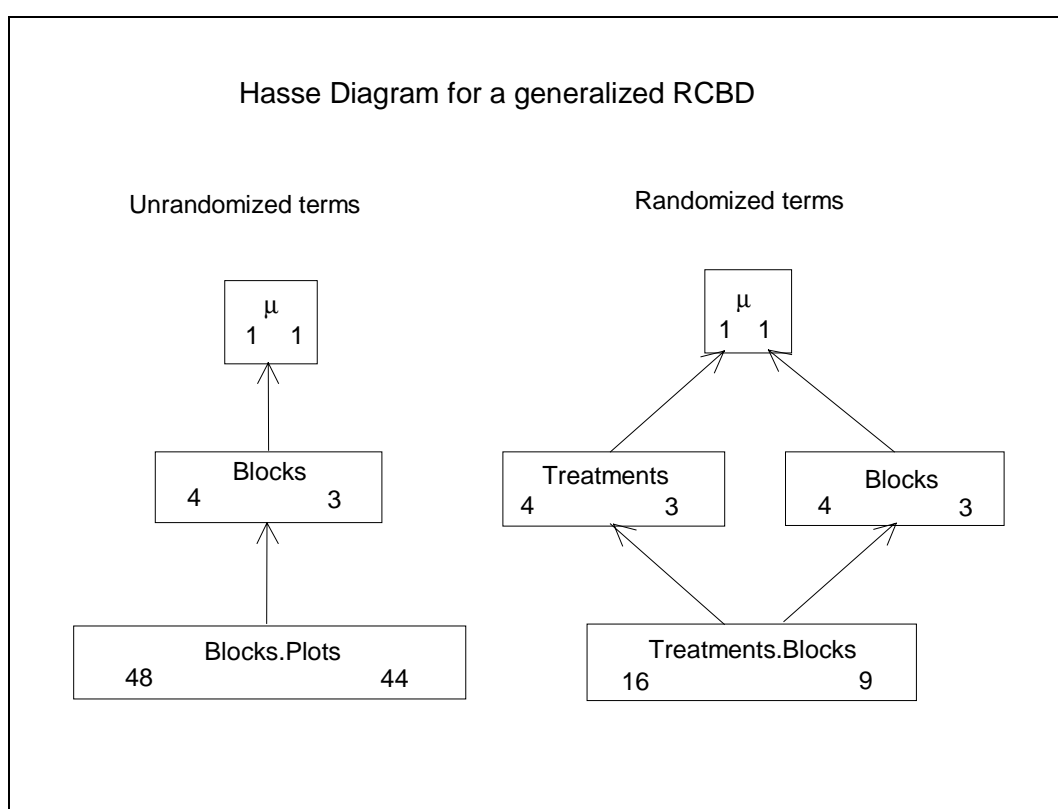 Hasse Diagram for a generalized RCBD
Unrandomized terms
μ
1 1
Blocks
4 3
Blocks.Plots
48 44
Randomized terms
μ
1 1
Treatments
4 3
Blocks
4 3
Treatments.Blocks
16 9